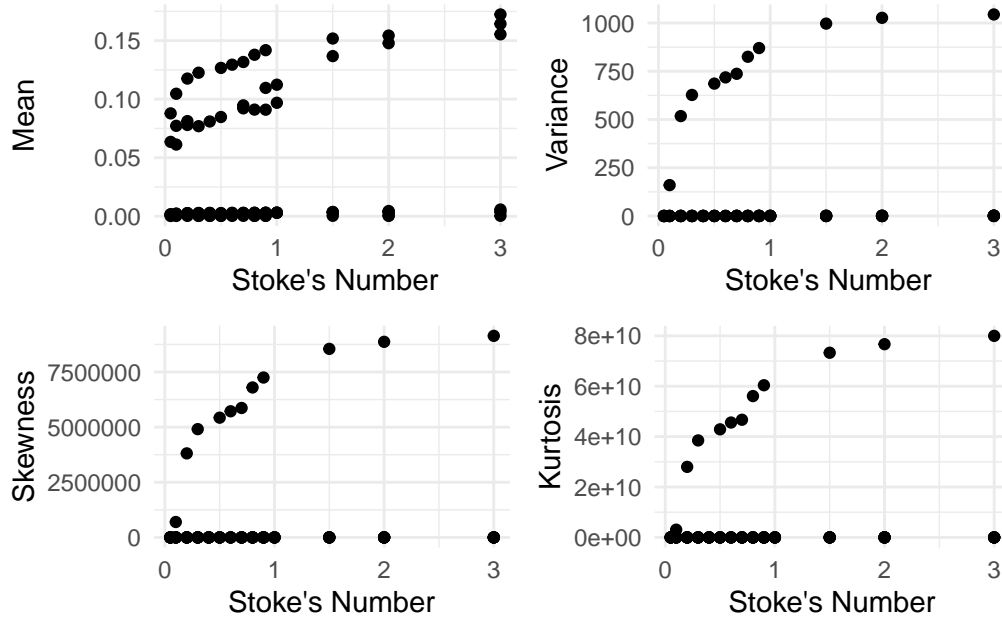 Mean
0.15
0.10
0.05
0.00
0 1 2 3
Stoke's Number
Variance
1000
750
500
250
0
0 1 2 3
Stoke's Number
Skewness
7500000
5000000
2500000
0
0 1 2 3
Stoke's Number
Kurtosis
8e+10
6e+10
4e+10
2e+10
0e+00
0 1 2 3
Stoke's Number